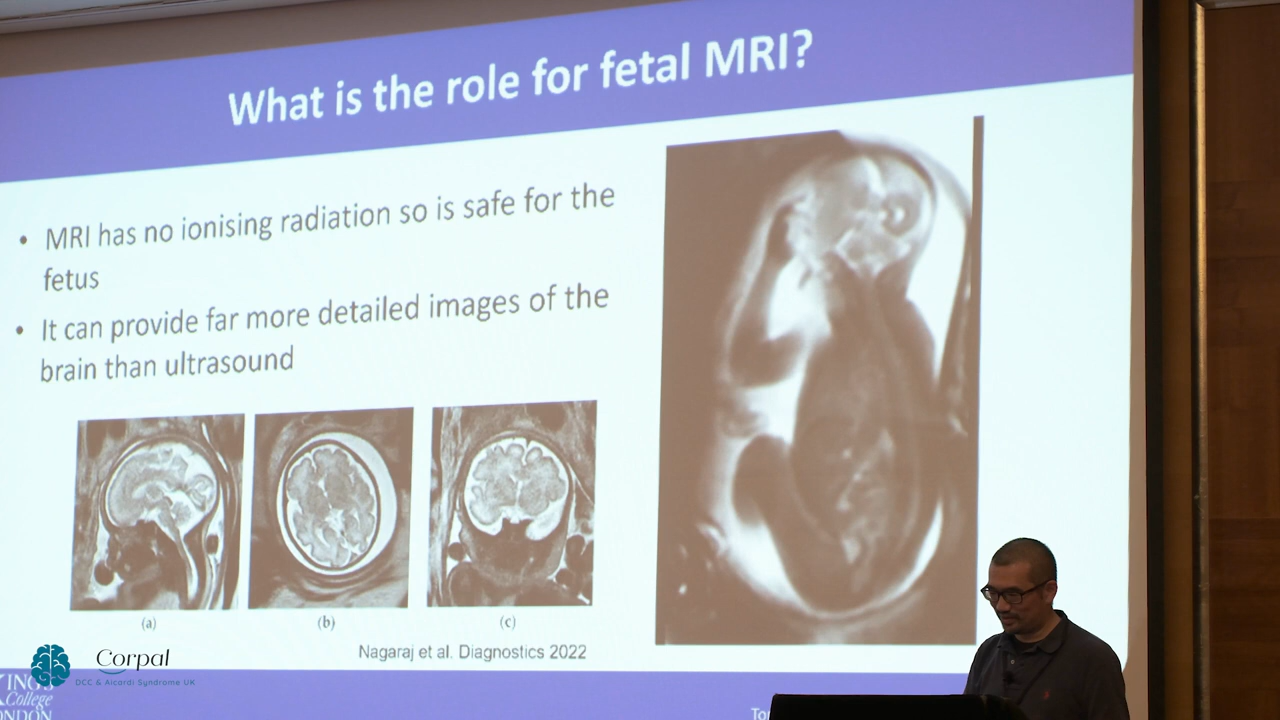 What is the role for fetal MRI?
• MRI has no ionising radiation so is safe for the
fetus
• It can provide far more detailed images of the
brain than ultrasound
(a)
(b)
(c)
Nagaraj et al. Diagnostics 2022
Corpal
DCC & Aicardi Syndrome UK
College